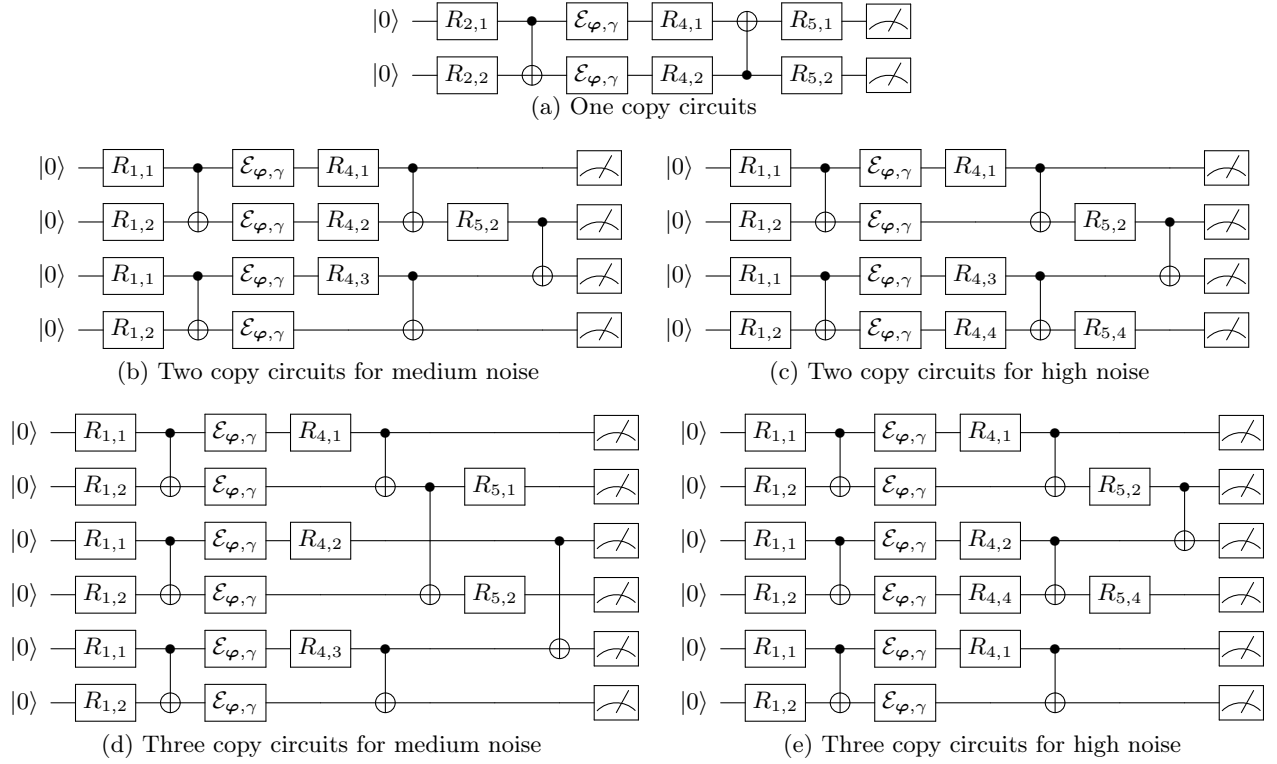 |0⟩ R2,1 ℰφ,γ R4,1 R5,1
|0⟩ R2,2 ℰφ,γ R4,2 R5,2
(a) One copy circuits
|0⟩ R1,1 ℰφ,γ R4,1
|0⟩ R1,2 ℰφ,γ R4,2 R5,2
|0⟩ R1,1 ℰφ,γ R4,3
|0⟩ R1,2 ℰφ,γ
(b) Two copy circuits for medium noise
|0⟩ R1,1 ℰφ,γ R4,1
|0⟩ R1,2 ℰφ,γ R5,2
|0⟩ R1,1 ℰφ,γ R4,3
|0⟩ R1,2 ℰφ,γ R4,4 R5,4
(c) Two copy circuits for high noise
|0⟩ R1,1 ℰφ,γ R4,1
|0⟩ R1,2 ℰφ,γ R5,1
|0⟩ R1,1 ℰφ,γ R4,2
|0⟩ R1,2 ℰφ,γ R5,2
|0⟩ R1,1 ℰφ,γ R4,3
|0⟩ R1,2 ℰφ,γ
(d) Three copy circuits for medium noise
|0⟩ R1,1 ℰφ,γ R4,1
|0⟩ R1,2 ℰφ,γ R5,2
|0⟩ R1,1 ℰφ,γ R4,2
|0⟩ R1,2 ℰφ,γ R4,4 R5,4
|0⟩ R1,1 ℰφ,γ R4,1
|0⟩ R1,2 ℰφ,γ
(e) Three copy circuits for high noise